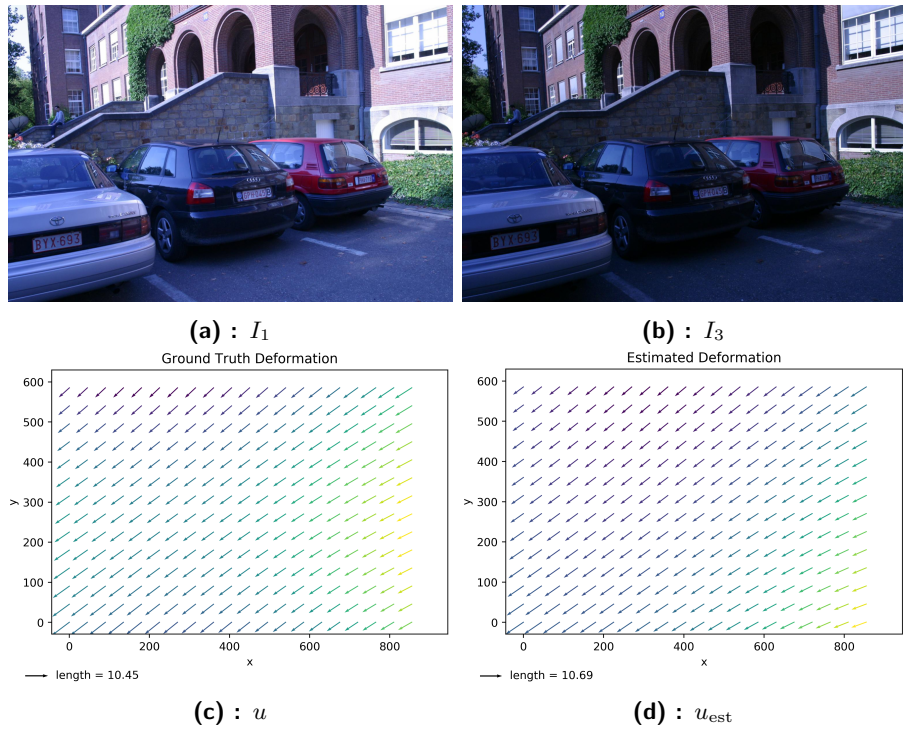 BYX·693
BYX·693
(a) : I₁
(b) : I₃
Ground Truth Deformation
600
500
400
300
200
100
0
y
0 200 400 600 800
x
length = 10.45
Estimated Deformation
600
500
400
300
200
100
0
y
0 200 400 600 800
x
length = 10.69
(c) : u
(d) : uₑₛₜ